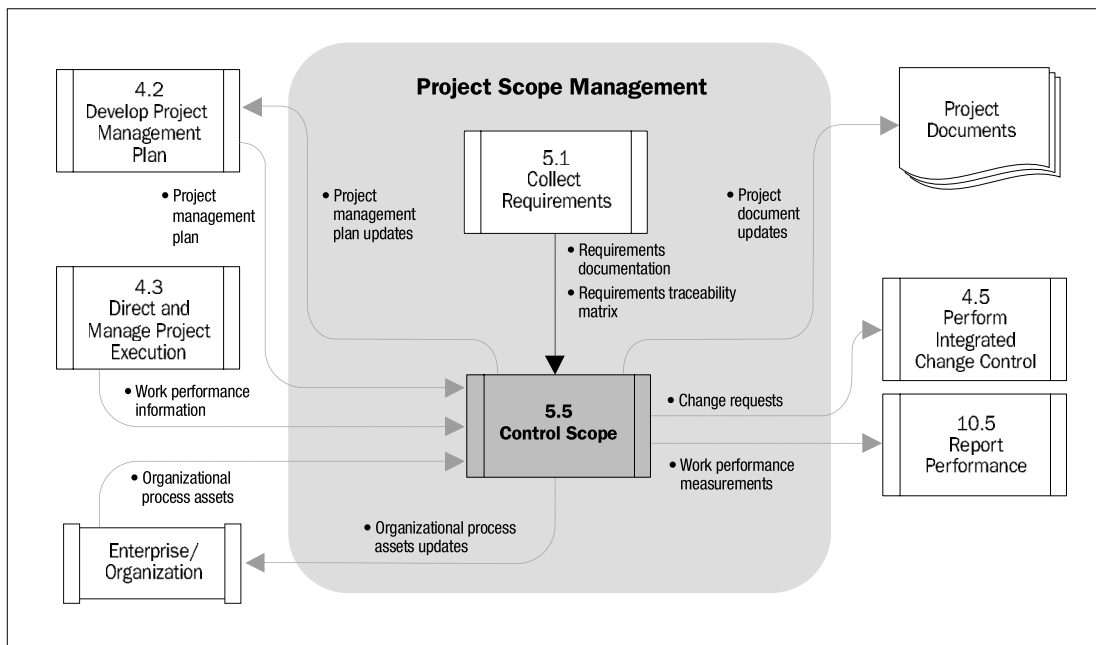 Project Scope Management
4.2
Develop Project
Management
Plan
• Project
management
plan
• Project
management
plan updates
5.1
Collect
Requirements
• Requirements
documentation
• Requirements traceability
matrix
• Project
document
updates
Project
Documents
4.3
Direct and
Manage Project
Execution
• Work performance
information
5.5
Control Scope
• Change requests
4.5
Perform
Integrated
Change Control
• Work performance
measurements
10.5
Report
Performance
• Organizational
process assets
• Organizational process
assets updates
Enterprise/
Organization